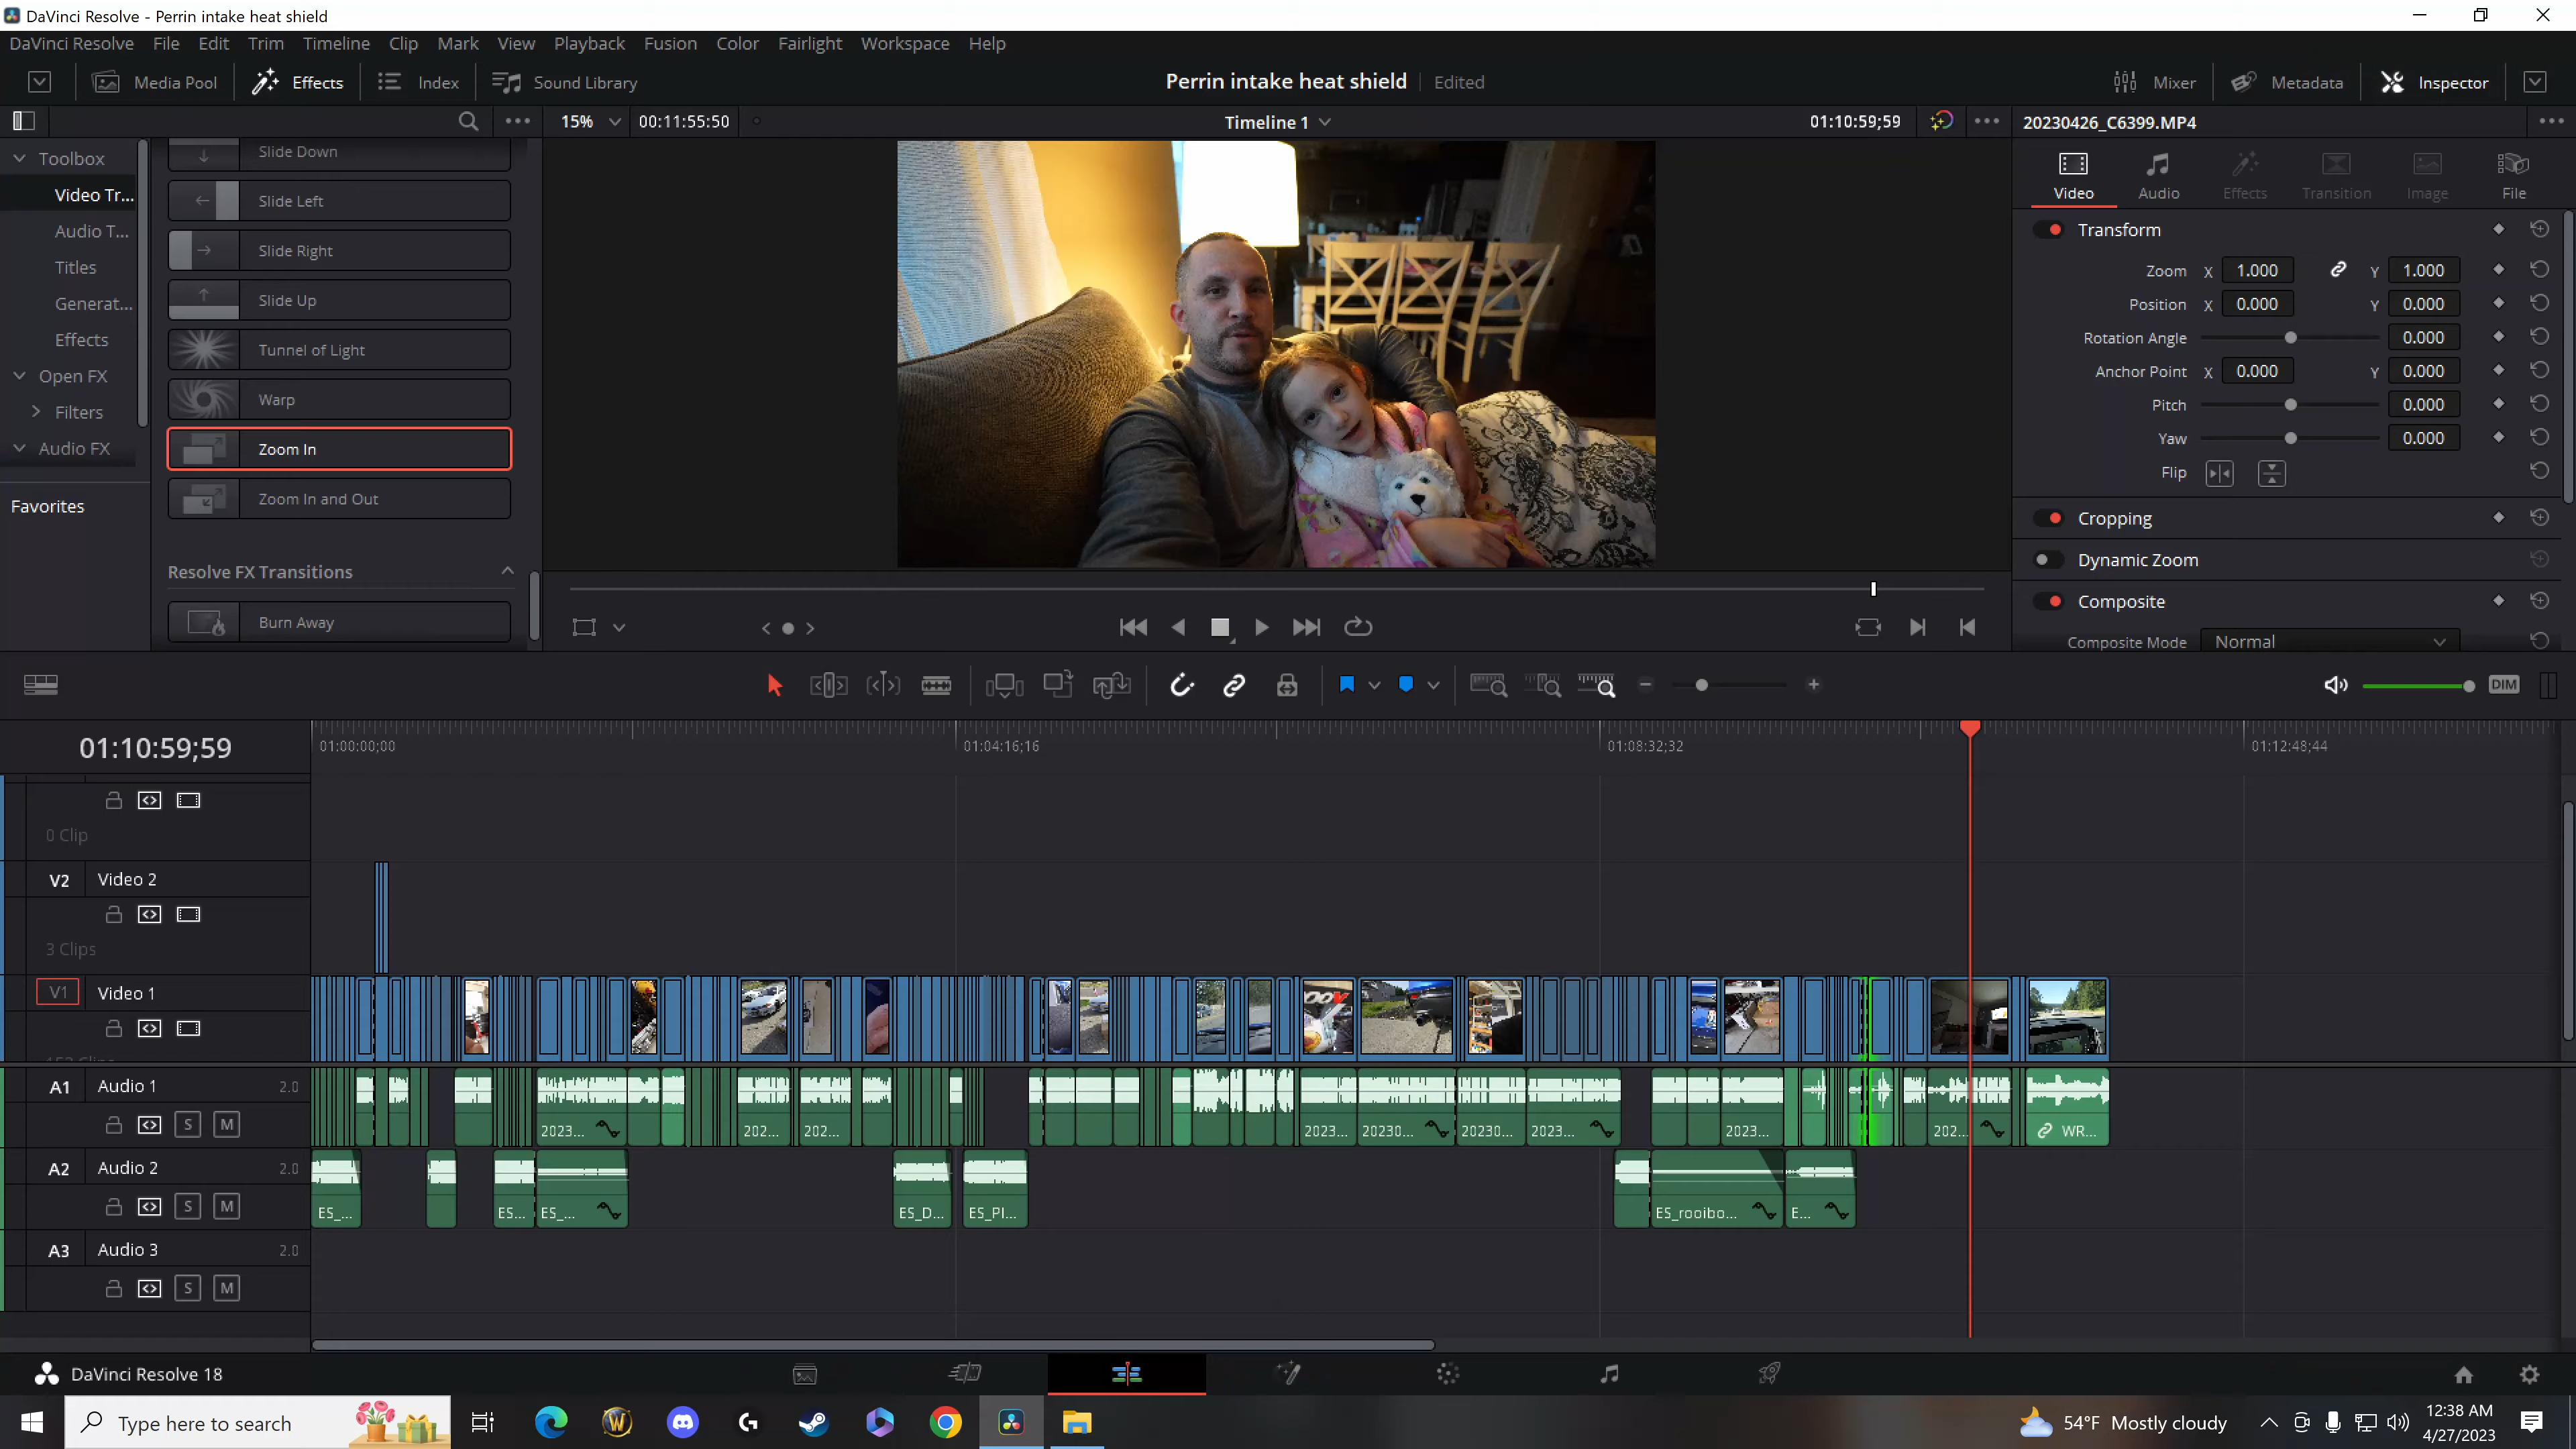 DaVinci Resolve - Perrin intake heat shield
DaVinci Resolve File Edit Trim Timeline Clip Mark View Playback Fusion Color Fairlight Workspace Help
Media Pool Effects Index Sound Library Perrin intake heat shield Edited Mixer Metadata Inspector
15% 00:11:55:50 Timeline 1 01:10:59;59 20230426_C6399.MP4
Toolbox
Video Tr...
Audio T...
Titles
Generat...
Effects
Open FX
Filters
Audio FX
Favorites
Slide Down
Slide Left
Slide Right
Slide Up
Tunnel of Light
Warp
Zoom In
Zoom In and Out
Resolve FX Transitions
Burn Away
Video Audio Effects Transition Image File
Transform
Zoom X 1.000 Y 1.000
Position X 0.000 Y 0.000
Rotation Angle 0.000
Anchor Point X 0.000 Y 0.000
Pitch 0.000
Yaw 0.000
Flip
Cropping
Dynamic Zoom
Composite
Composite Mode Normal
DIM
01:10:59;59 01:00:00;00 01:04:16;16 01:08:32;32 01:12:48;44
0 Clip
V2 Video 2
3 Clips
V1 Video 1
A1 Audio 1 2.0
S M 2023... 202... 202... 2023... 20230... 20230... 2023... 2023... 202... WR...
A2 Audio 2 2.0
S M ES_... ES... ES_... ES_D... ES_PI... ES_rooibo... E...
A3 Audio 3 2.0
S M
DaVinci Resolve 18
Type here to search 54°F Mostly cloudy 12:38 AM
4/27/2023